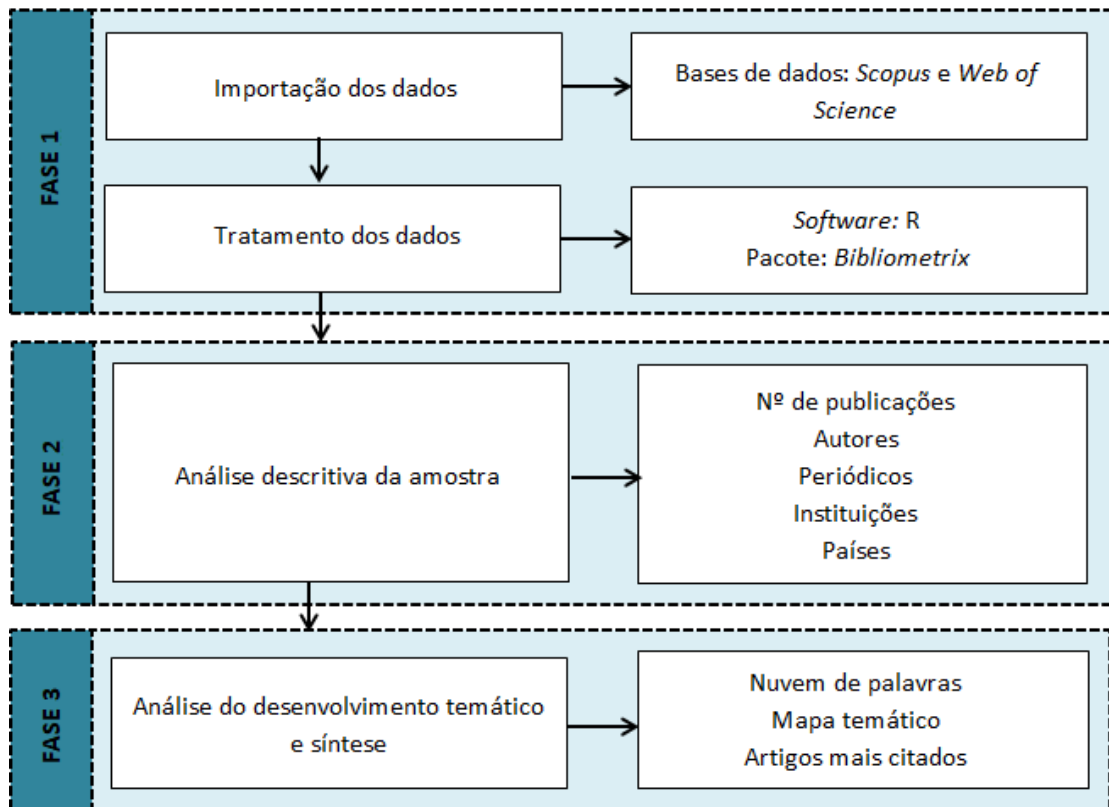 FASE 1
Importação dos dados
Bases de dados: Scopus e Web of
Science
Tratamento dos dados
Software: R
Pacote: Bibliometrix
FASE 2
Análise descritiva da amostra
Nº de publicações
Autores
Periódicos
Instituições
Países
FASE 3
Análise do desenvolvimento temático
e síntese
Nuvem de palavras
Mapa temático
Artigos mais citados